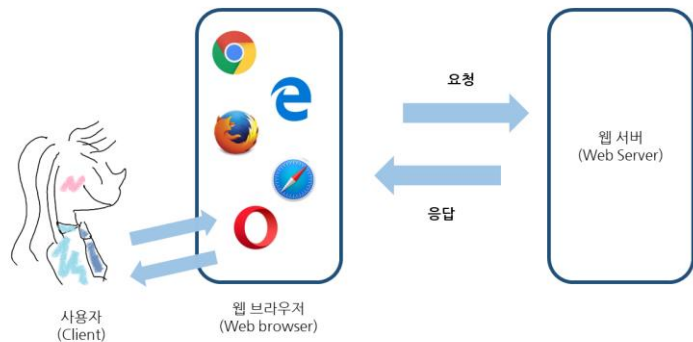 요청
웹 서버
(Web Server)
응답
사용자
(Client)
웹 브라우저
(Web browser)